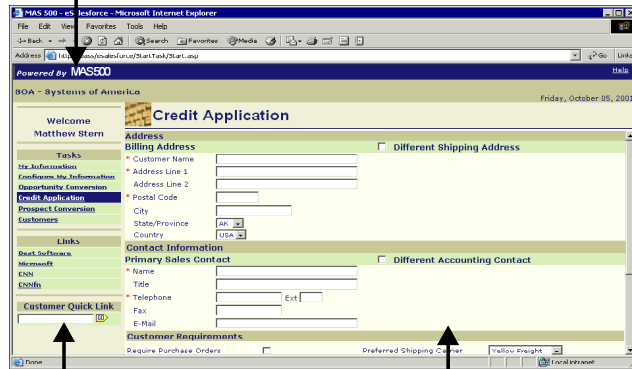 MAS 500 - eSalesforce - Microsoft Internet Explorer
File Edit View Favorites Tools Help
Back Search Favorites Media
Address Go Links
Powered By MAS500 Help
SOA - Systems of America
Friday, October 05, 2001
Welcome
Matthew Stern
Tasks
My Information
Configure My Information
Opportunity Conversion
Credit Application
Prospect Conversion
Customers
Links
Best Software
Microsoft
CNN
CNNfn
Customer Quick Link
GO
Credit Application
Address
Billing Address Different Shipping Address
* Customer Name
* Address Line 1
Address Line 2
* Postal Code
City
State/Province AK
Country USA
Contact Information
Primary Sales Contact Different Accounting Contact
* Name
Title
* Telephone Ext
Fax
E-Mail
Customer Requirements
Require Purchase Orders Preferred Shipping Carrier Yellow Freight
Done Local intranet